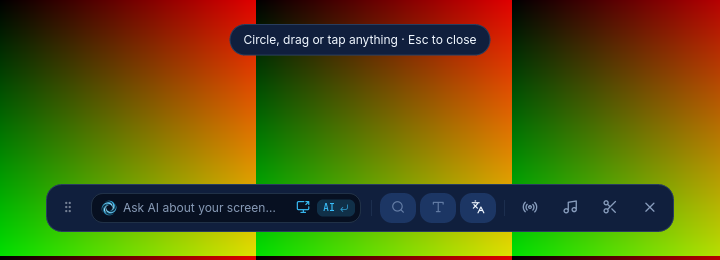 Circle, drag or tap anything · Esc to close
Ask AI about your screen...
AI